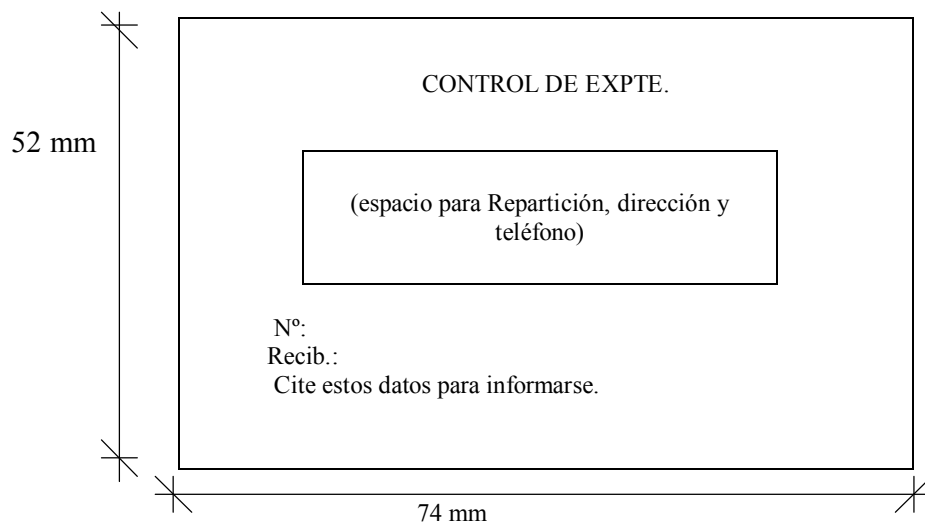 CONTROL DE EXPTE.
52 mm
(espacio para Repartición, dirección y
teléfono)
Nº:
Recib.:
Cite estos datos para informarse.
74 mm